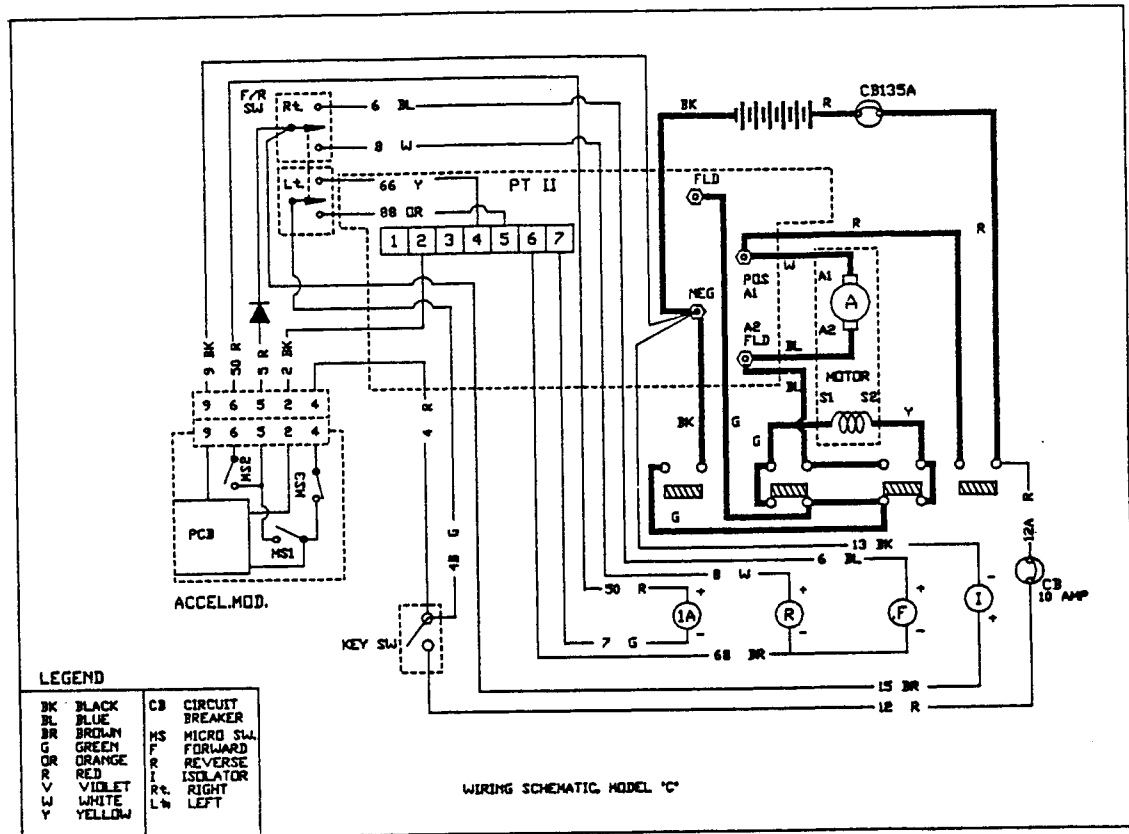 F/R
SW
Rt.
6 BL
8 W
Lt.
66 Y
88 OR
PT II
BK
R
CB135A
FLD
R
R
1 2 3 4 5 6 7
W
POS
A1
A1
A
NEG
A2
FLD
A2
BL
BL
MOTOR
S1 S2
Y
9 BK
50 R
5 R
2 BK
4 R
9 6 5 2 4
9 6 5 2 4
MS2
MS3
PCB
MS1
ACCEL.MOD.
4B G
BK
G
G
G
R
12A
13 BK
6 BL
8 W
50 R
+
1A
-
+
R
-
+
F
-
-
I
+
CB
10 AMP
7 G
68 BR
KEY SW
15 BR
12 R
LEGEND
BK BLACK
BL BLUE
BR BROWN
G GREEN
OR ORANGE
R RED
V VIOLET
W WHITE
Y YELLOW
CB CIRCUIT
BREAKER
MS MICRO SW.
F FORWARD
R REVERSE
I ISOLATOR
Rt. RIGHT
Lt. LEFT
WIRING SCHEMATIC, MODEL "C"